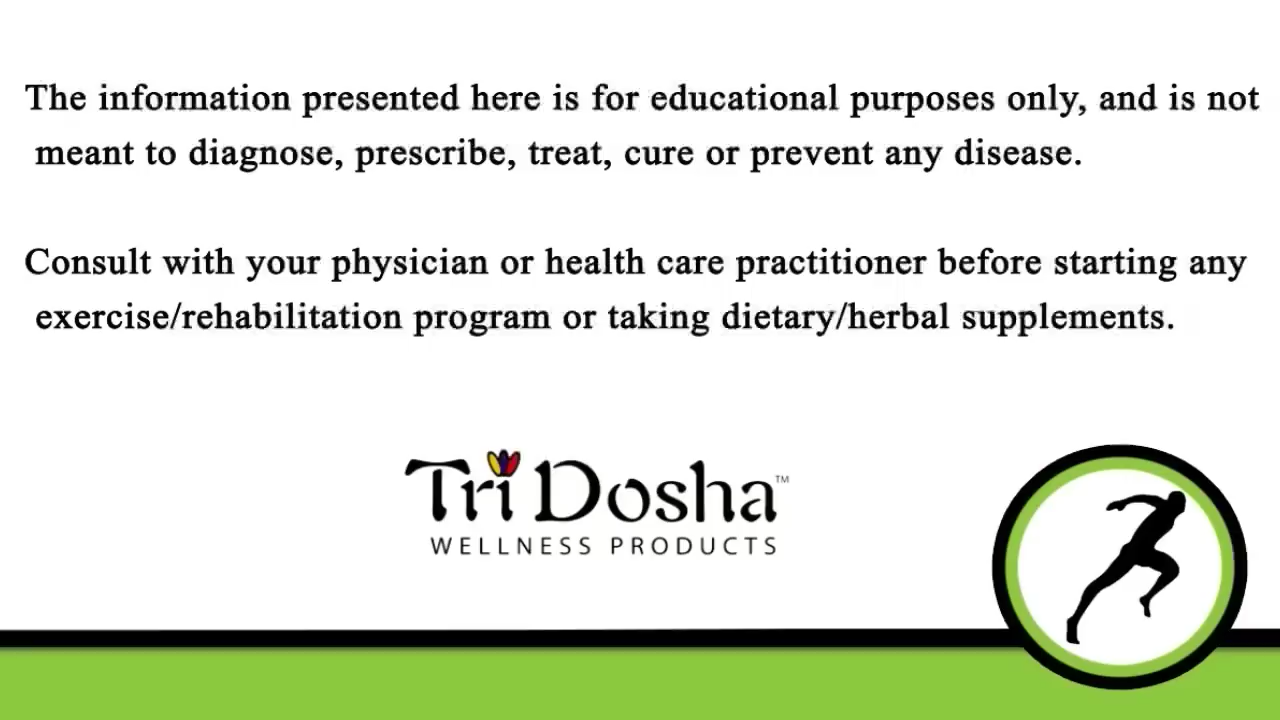 The information presented here is for educational purposes only, and is not
meant to diagnose, prescribe, treat, cure or prevent any disease.
Consult with your physician or health care practitioner before starting any
exercise/rehabilitation program or taking dietary/herbal supplements.
Tri Dosha™
WELLNESS PRODUCTS